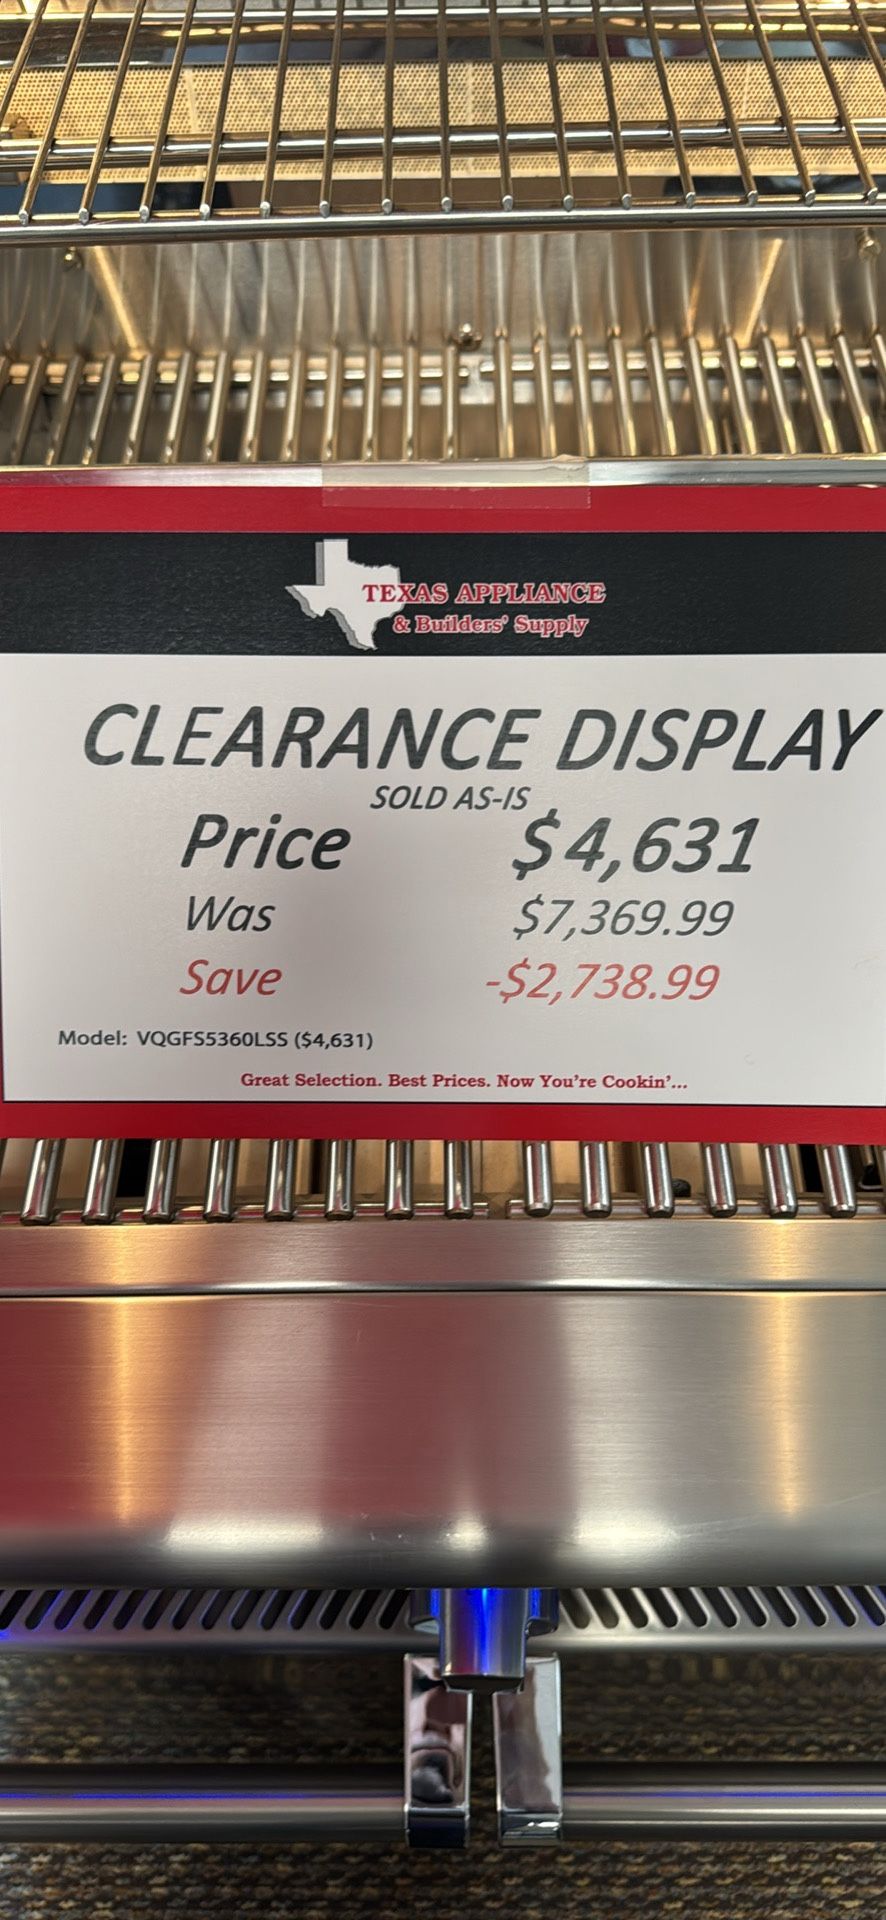 TEXAS APPLIANCE
& Builders' Supply
CLEARANCE DISPLAY
SOLD AS-IS
Price $4,631
Was $7,369.99
Save -$2,738.99
Model: VQGFS5360LSS ($4,631)
Great Selection. Best Prices. Now You're Cookin'...